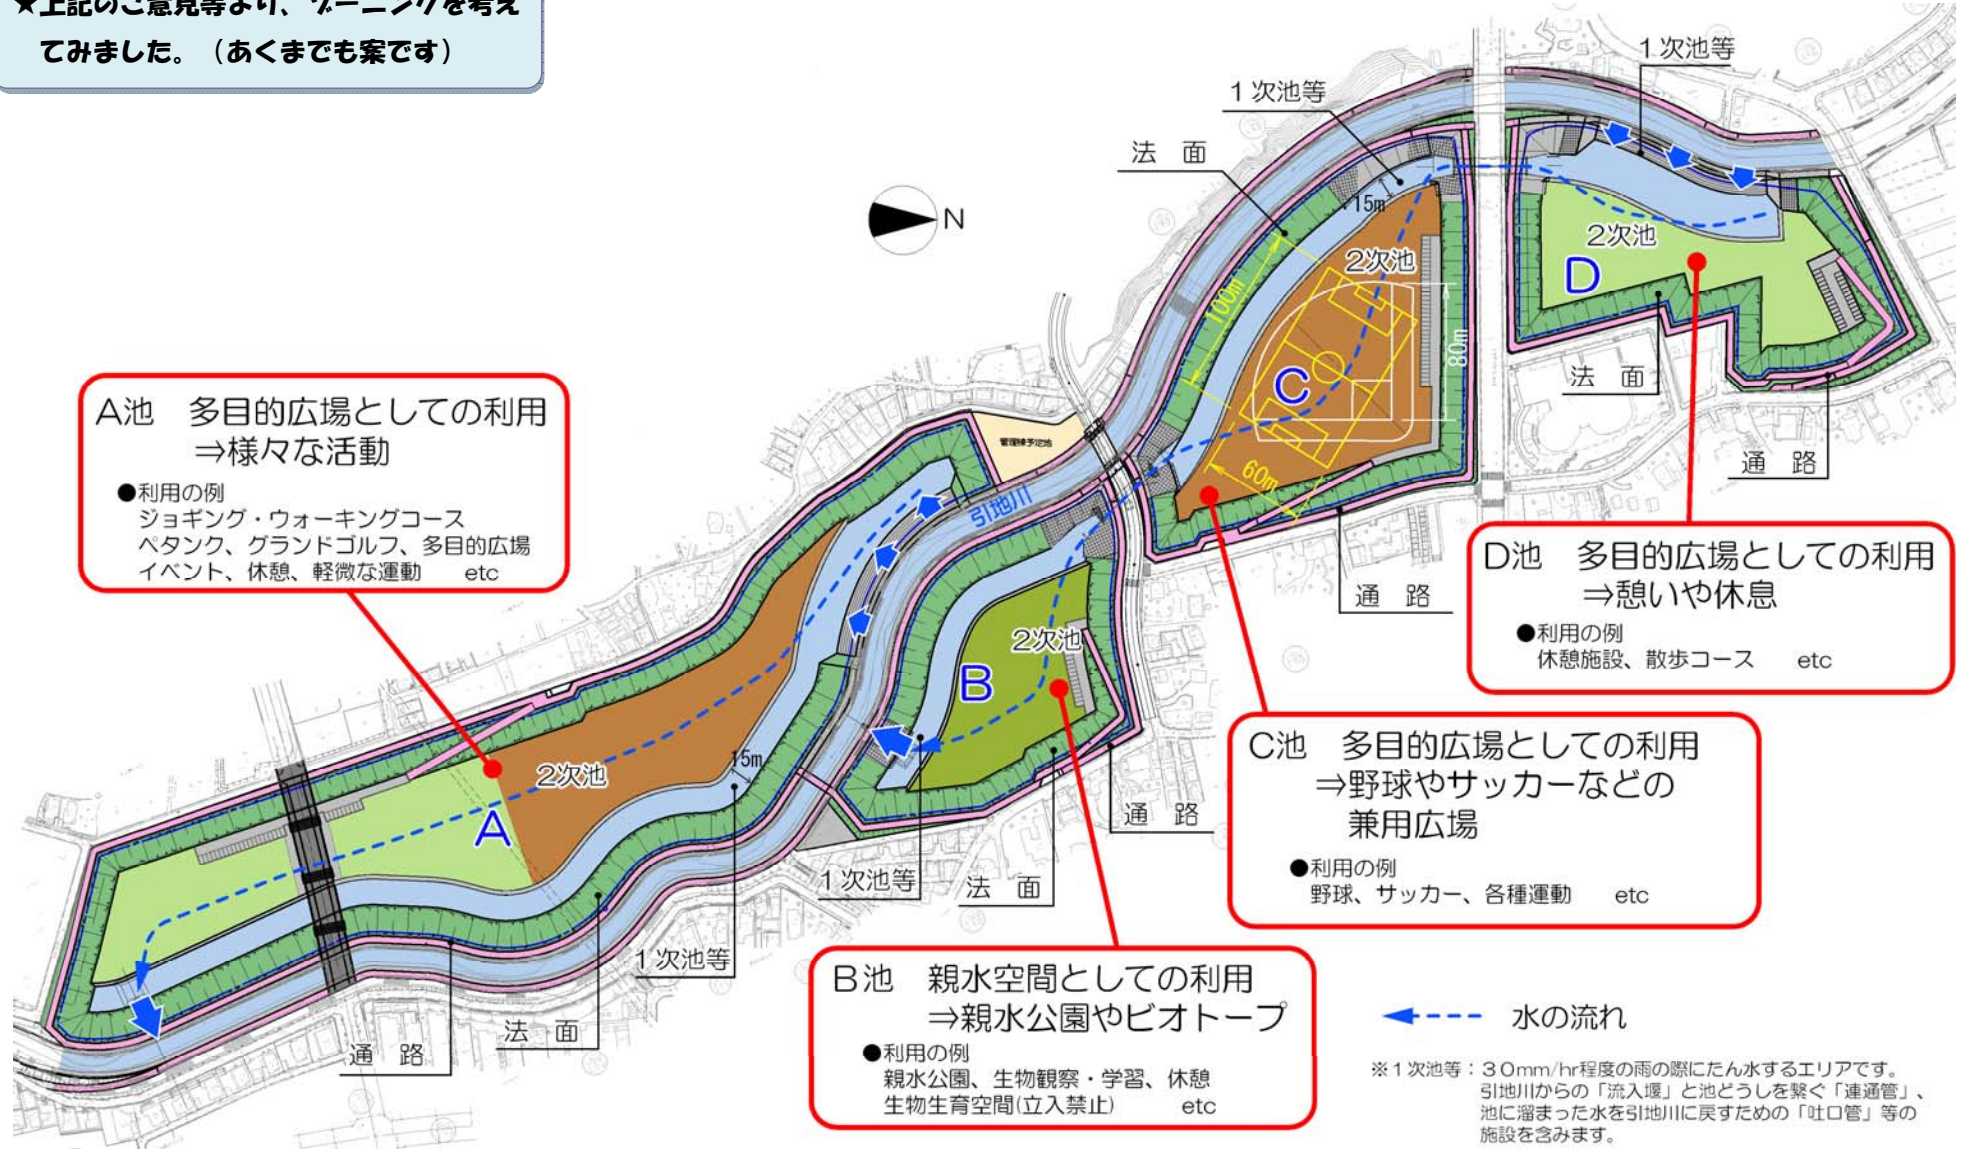 ★上記のご意見等より、ゾーニングを考え
てみました。（あくまでも案です）
1次池等
1次池等
法　面
15m
2次池
2次池
D
N
100m
80m
C
60m
法　面
通　路
A池　多目的広場としての利用
⇒様々な活動
●利用の例
ジョギング・ウォーキングコース
ペタンク、グランドゴルフ、多目的広場
イベント、休憩、軽微な運動　etc
管理棟予定地
引地川
通　路
D池　多目的広場としての利用
⇒憩いや休息
●利用の例
休憩施設、散歩コース　etc
2次池
B
2次池
15m
A
通　路
C池　多目的広場としての利用
⇒野球やサッカーなどの
兼用広場
●利用の例
野球、サッカー、各種運動　etc
1次池等
法　面
1次池等
法　面
通　路
B池　親水空間としての利用
⇒親水公園やビオトープ
●利用の例
親水公園、生物観察・学習、休憩
生物生育空間(立入禁止)　etc
水の流れ
※1次池等：30mm/hr程度の雨の際にたん水するエリアです。
引地川からの「流入堰」と池どうしを繋ぐ「連通管」、
池に溜まった水を引地川に戻すための「吐口管」等の
施設を含みます。